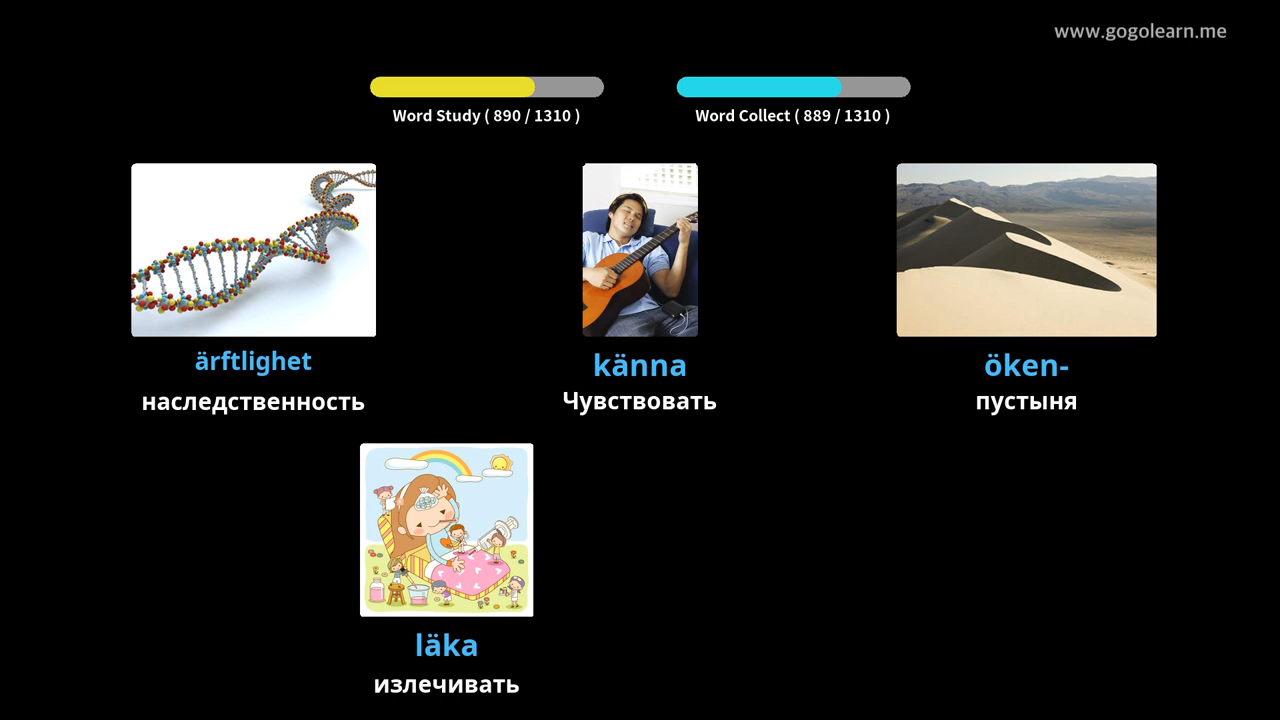 www.gogolearn.me
Word Study ( 890 / 1310 )
Word Collect ( 889 / 1310 )
ärftlighet
наследственность
känna
Чувствовать
öken-
пустыня
läka
излечивать